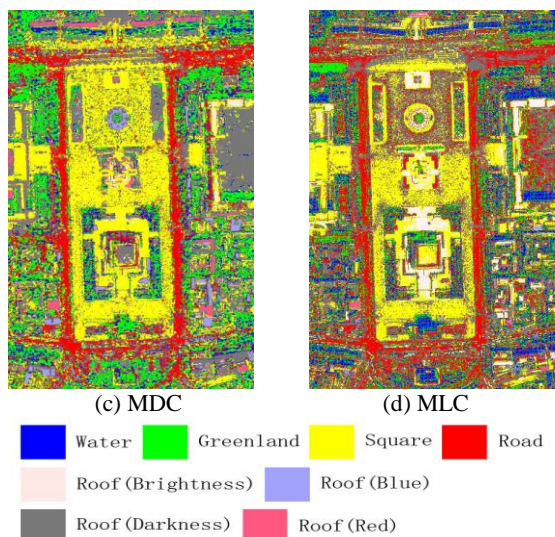 (c) MDC (d) MLC
Water Greenland Square Road
Roof(Brightness) Roof(Blue)
Roof(Darkness) Roof(Red)